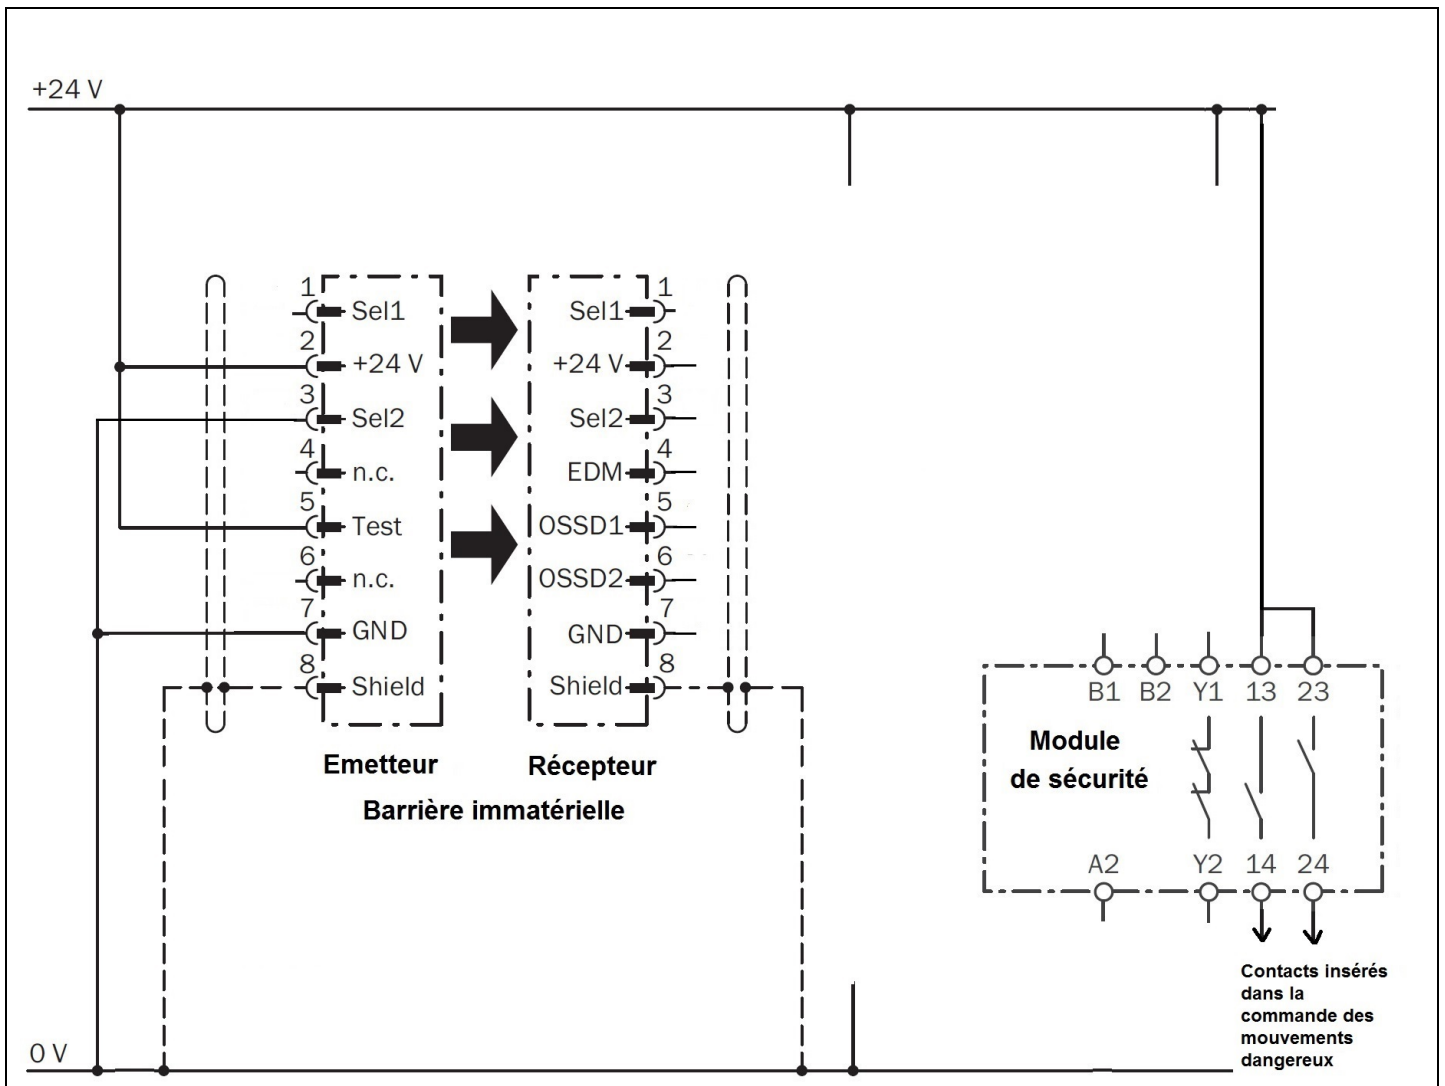 +24 V
1 Sel1
2 +24 V
3 Sel2
4 n.c.
5 Test
6 n.c.
7 GND
8 Shield
Emetteur
Sel1 1
+24 V 2
Sel2 3
EDM 4
OSSD1 5
OSSD2 6
GND 7
Shield 8
Récepteur
Barrière immatérielle
B1 B2 Y1 13 23
Module
de sécurité
A2 Y2 14 24
Contacts insérés
dans la
commande des
mouvements
dangereux
0 V